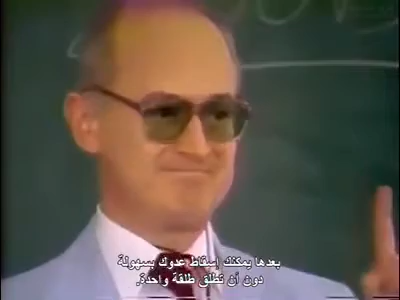 بعدها يمكنك إسقاط عدوك بسهولة
دون أن تطلق طلقة واحدة.